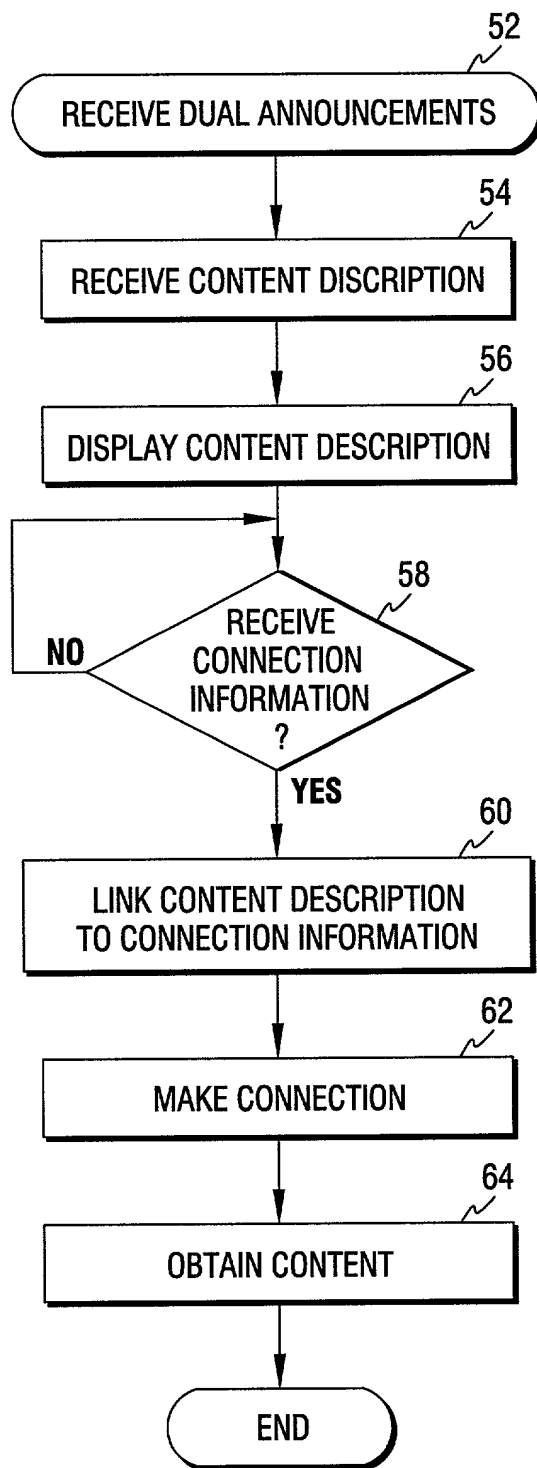 52
RECEIVE DUAL ANNOUNCEMENTS
54
RECEIVE CONTENT DISCRIPTION
56
DISPLAY CONTENT DESCRIPTION
58
RECEIVE
CONNECTION
INFORMATION
?
NO
YES
60
LINK CONTENT DESCRIPTION
TO CONNECTION INFORMATION
62
MAKE CONNECTION
64
OBTAIN CONTENT
END